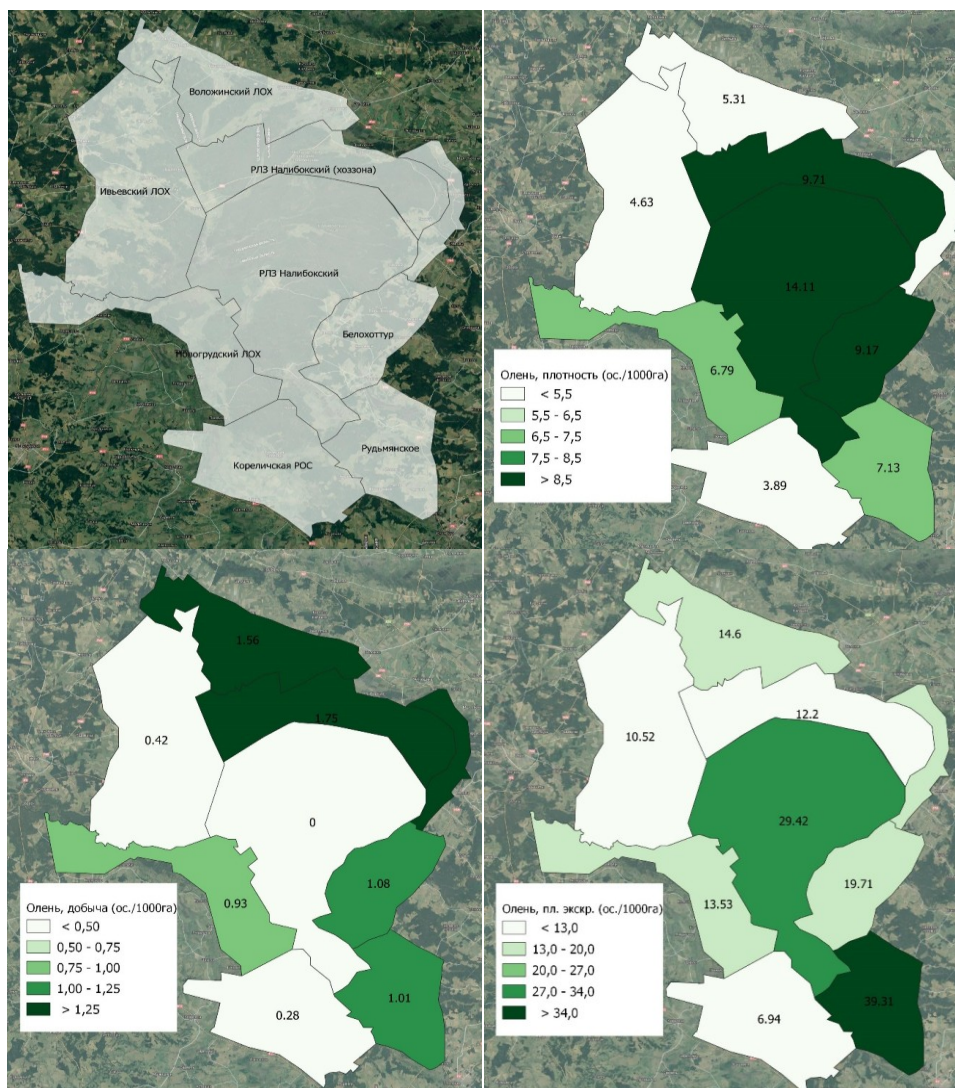 Воложинский ЛОХ
РЛЗ Налибокский (хоззона)
Ивьевский ЛОХ
РЛЗ Налибокский
Белохоттур
Новогрудский ЛОХ
Рудьмянское
Кореличская РОС
5.31
9.71
4.63
14.11
9.17
6.79
7.13
3.89
Олень, плотность (ос./1000га)
< 5,5
5,5 - 6,5
6,5 - 7,5
7,5 - 8,5
> 8,5
1.56
1.75
0.42
0
1.08
0.93
1.01
0.28
Олень, добыча (ос./1000га)
< 0,50
0,50 - 0,75
0,75 - 1,00
1,00 - 1,25
> 1,25
14.6
12.2
10.52
29.42
19.71
13.53
39.31
6.94
Олень, пл. экскр. (ос./1000га)
< 13,0
13,0 - 20,0
20,0 - 27,0
27,0 - 34,0
> 34,0